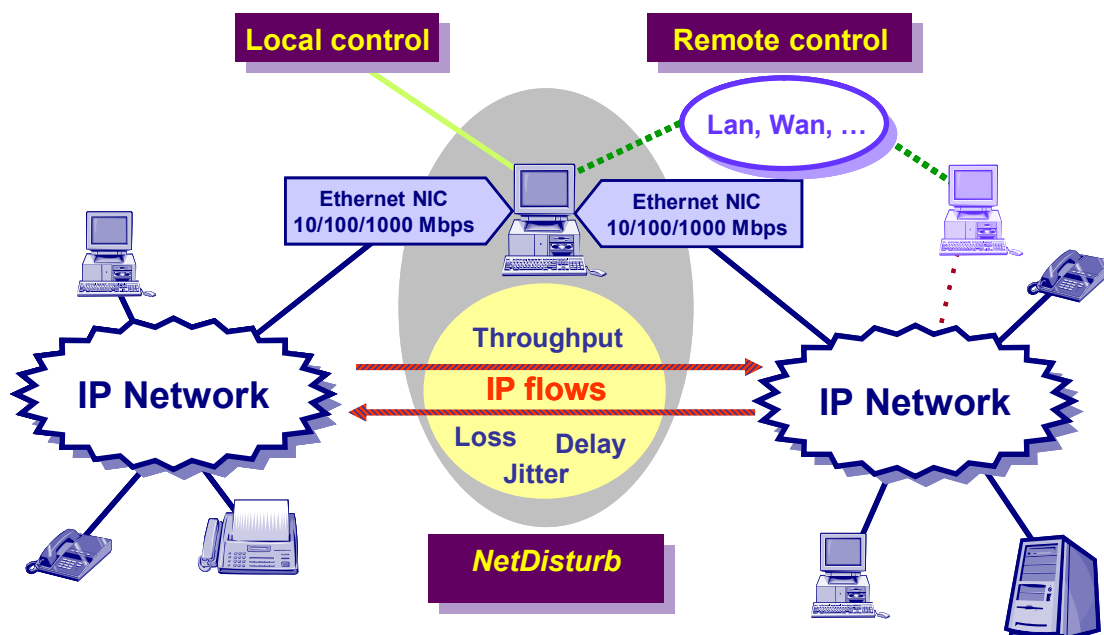 Local control
Remote control
Lan, Wan, …
Ethernet NIC
10/100/1000 Mbps
Ethernet NIC
10/100/1000 Mbps
Throughput
IP flows
IP Network
IP Network
Loss
Delay
Jitter
NetDisturb